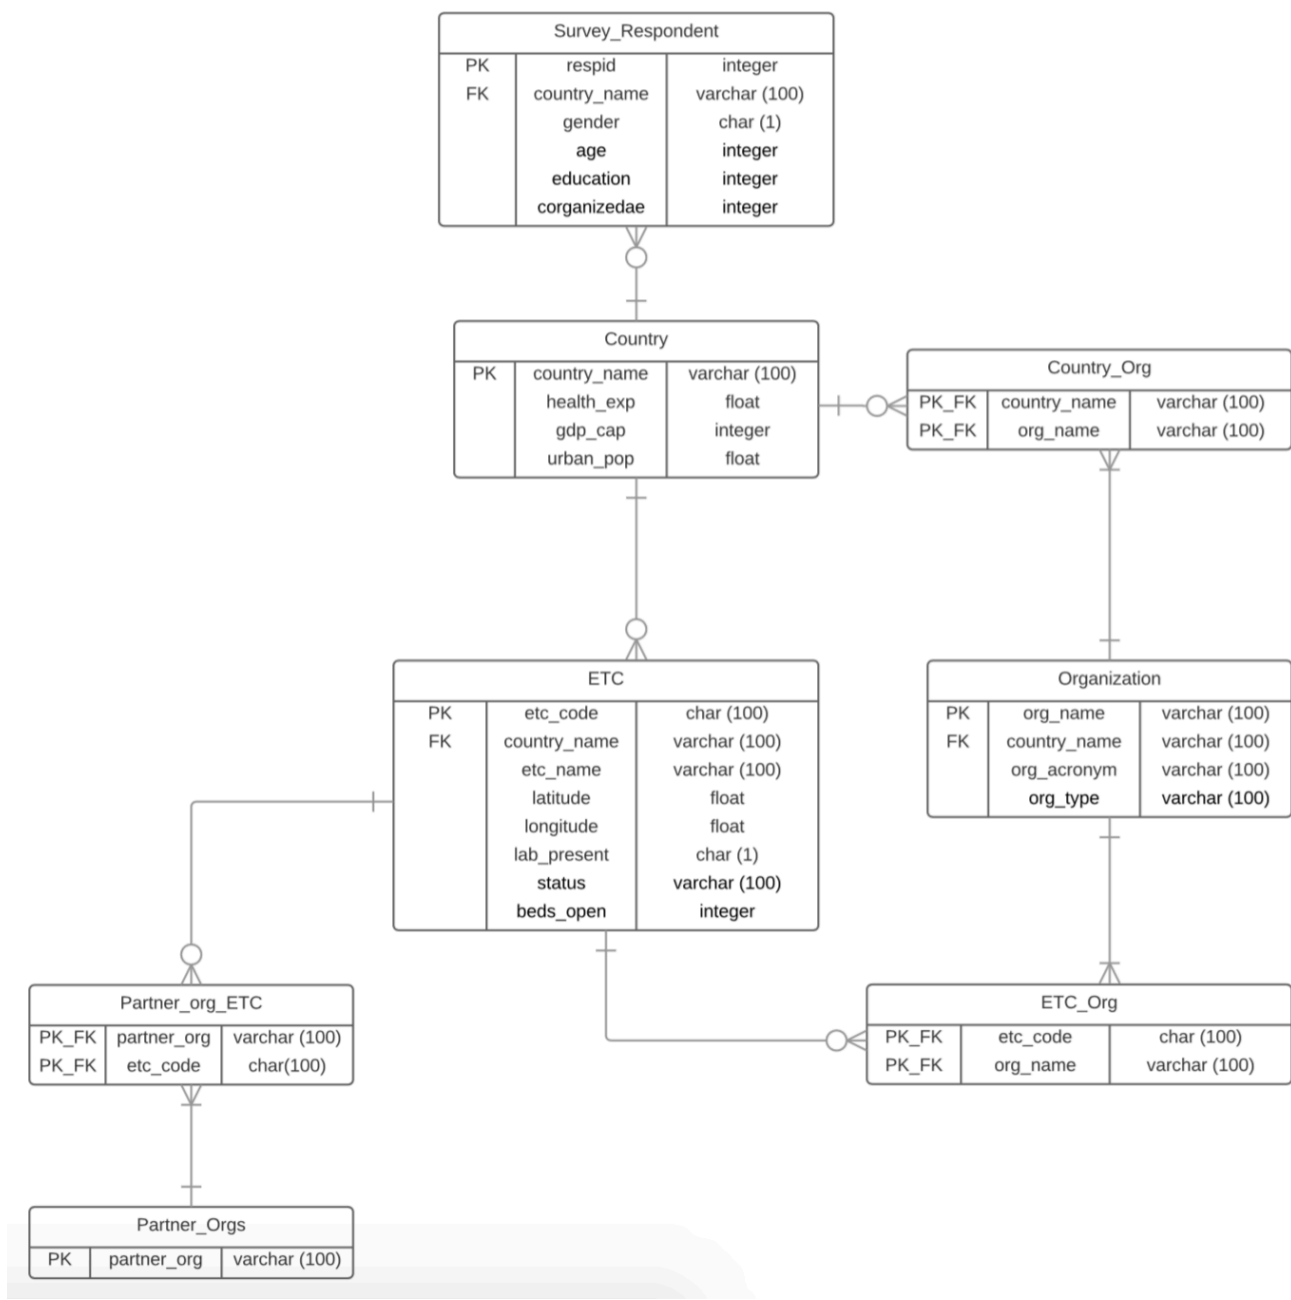 Survey_Respondent
PK respid integer
FK country_name varchar (100)
gender char (1)
age integer
education integer
corganizedae integer
Country
PK country_name varchar (100)
health_exp float
gdp_cap integer
urban_pop float
Country_Org
PK_FK country_name varchar (100)
PK_FK org_name varchar (100)
ETC
PK etc_code char (100)
FK country_name varchar (100)
etc_name varchar (100)
latitude float
longitude float
lab_present char (1)
status varchar (100)
beds_open integer
Organization
PK org_name varchar (100)
FK country_name varchar (100)
org_acronym varchar (100)
org_type varchar (100)
Partner_org_ETC
PK_FK partner_org varchar (100)
PK_FK etc_code char(100)
ETC_Org
PK_FK etc_code char (100)
PK_FK org_name varchar (100)
Partner_Orgs
PK partner_org varchar (100)